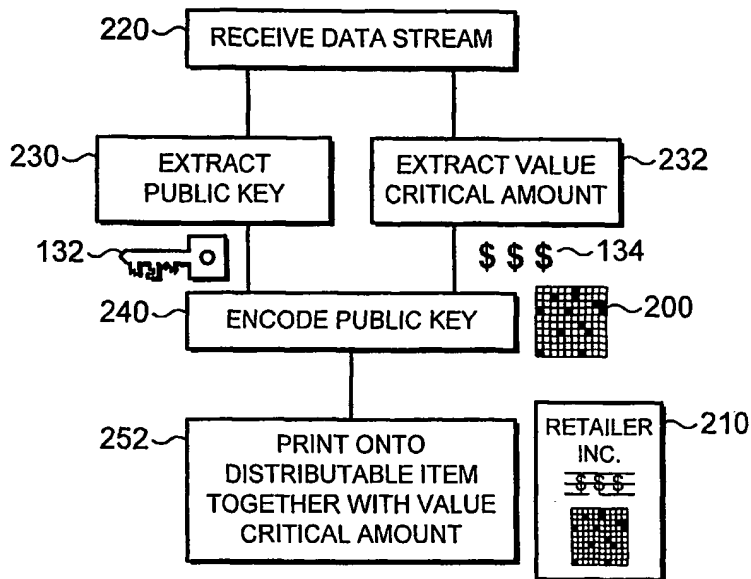 220
RECEIVE DATA STREAM
230
EXTRACT
PUBLIC KEY
EXTRACT VALUE
CRITICAL AMOUNT
232
132
$ $ $
134
240
ENCODE PUBLIC KEY
200
252
PRINT ONTO
DISTRIBUTABLE ITEM
TOGETHER WITH VALUE
CRITICAL AMOUNT
RETAILER
INC.
$ $ $
210